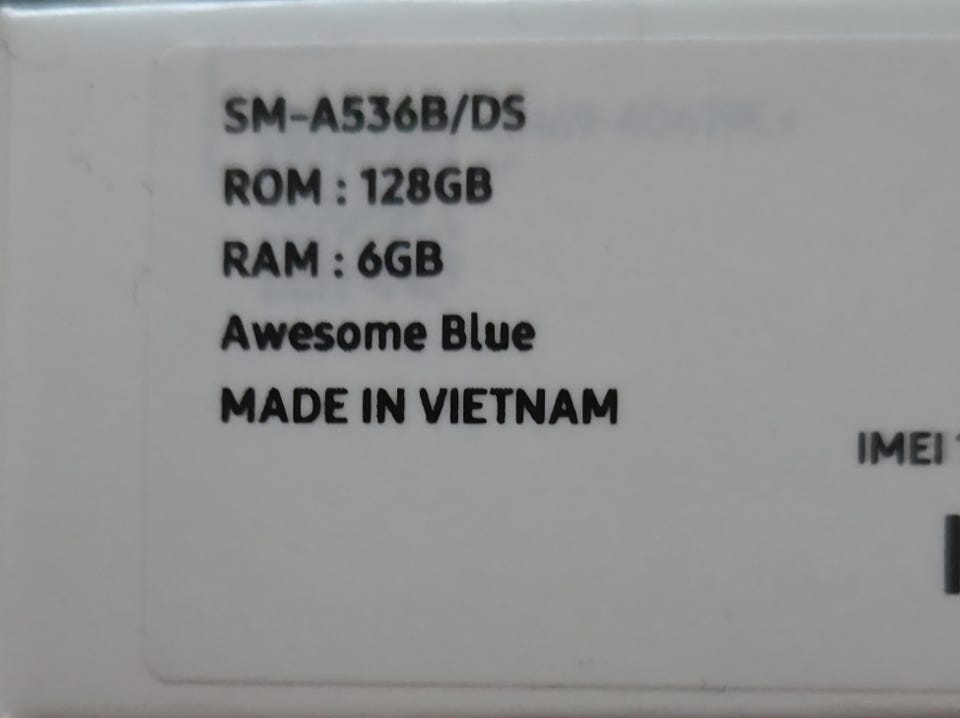 SM-A536B/DS
ROM : 128GB
RAM : 6GB
Awesome Blue
MADE IN VIETNAM
IMEI